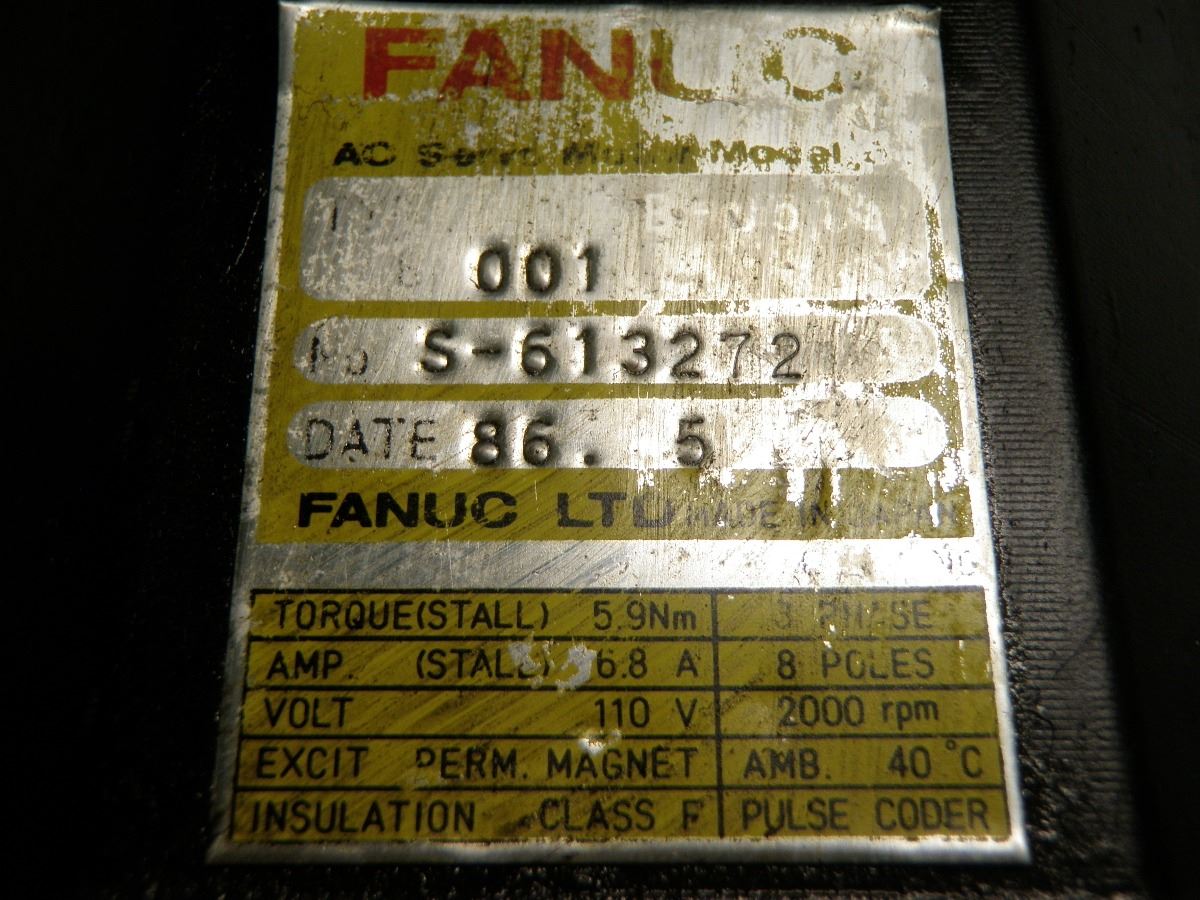 FANUC
AC Servo Motor Model
001
No S-613272
DATE 86. 5
FANUC LTD MADE IN JAPAN
TORQUE(STALL) 5.9Nm 3 PHASE
AMP. (STALL) 6.8 A 8 POLES
VOLT 110 V 2000 rpm
EXCIT PERM. MAGNET AMB. 40°C
INSULATION CLASS F PULSE CODER